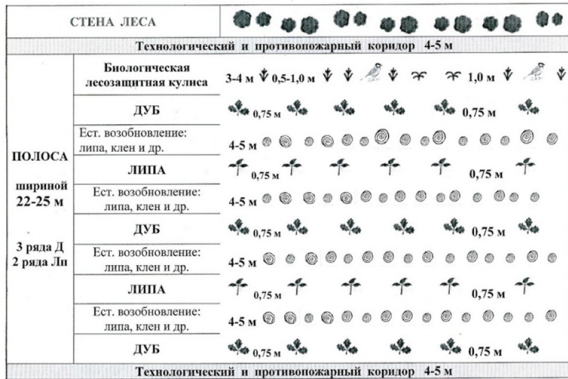 СТЕНА ЛЕСА
Технологический и противопожарный коридор 4-5 м
Биологическая
лесозащитная кулиса
3-4 м 0,5-1,0 м 1,0 м
ДУБ
0,75 м 0,75 м
Ест. возобновление:
липа, клен и др.
4-5 м
ПОЛОСА
шириной
22-25 м
3 ряда Д
2 ряда Лп
ЛИПА
0,75 м 0,75 м
Ест. возобновление:
липа, клен и др.
4-5 м
ДУБ
0,75 м 0,75 м
Ест. возобновление:
липа, клен и др.
4-5 м
ЛИПА
0,75 м 0,75 м
Ест. возобновление:
липа, клен и др.
4-5 м
ДУБ
0,75 м 0,75 м
Технологический и противопожарный коридор 4-5 м